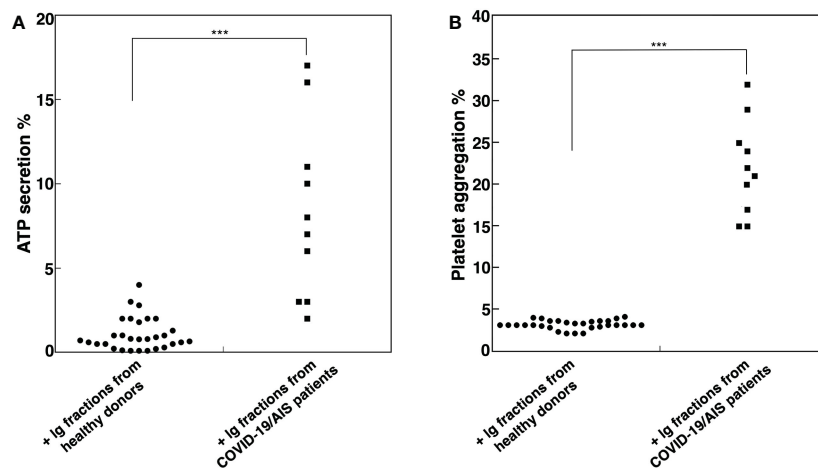 A
20
15
10
5
0
ATP secretion %
***
+ Ig fractions from
healthy donors
+ Ig fractions from
COVID-19/AIS patients
B
40
35
30
25
20
15
10
5
0
Platelet aggregation %
***
+ Ig fractions from
healthy donors
+ Ig fractions from
COVID-19/AIS patients